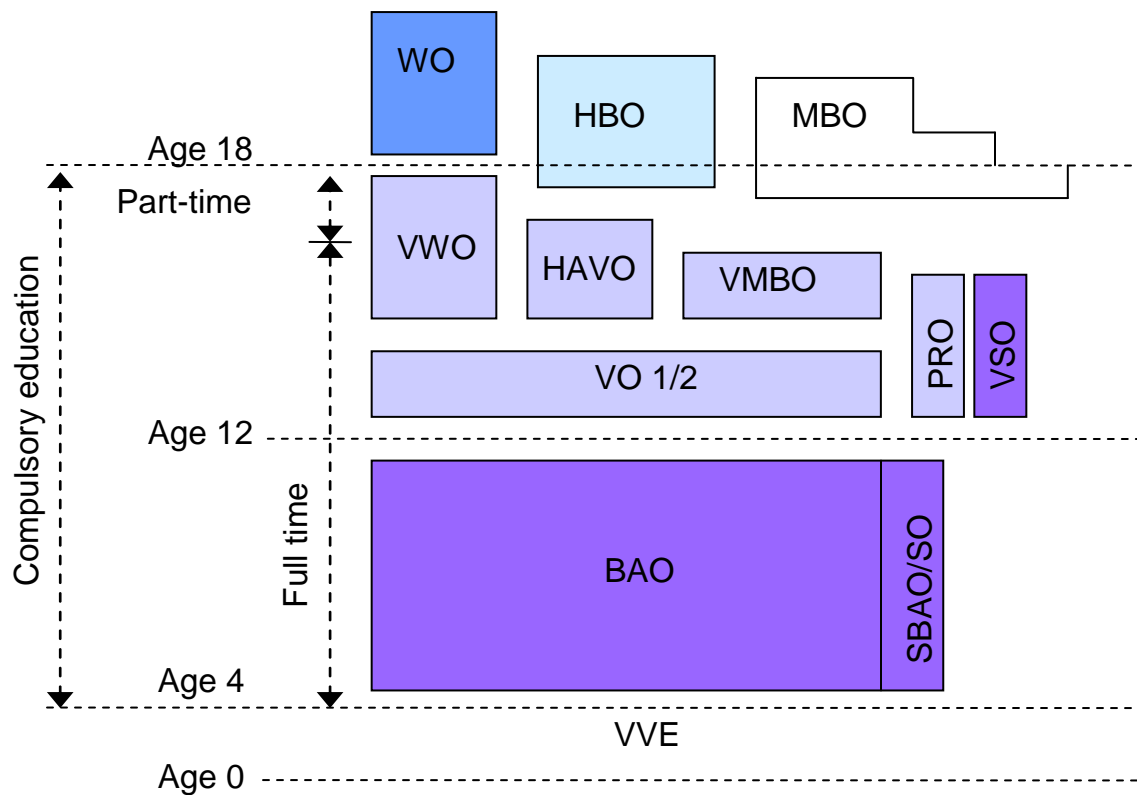 WO
HBO
MBO
Age 18
Part-time
VWO
HAVO
VMBO
PRO
VSO
VO 1/2
Age 12
Compulsory education
Full time
BAO
SBAO/SO
Age 4
VVE
Age 0